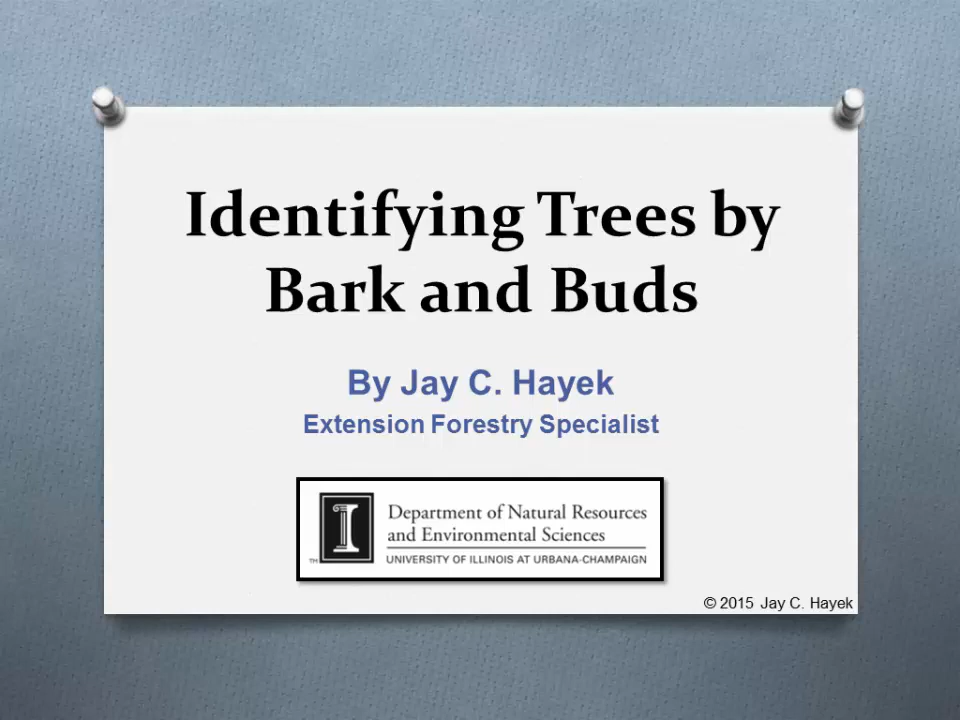 Identifying Trees by
Bark and Buds
By Jay C. Hayek
Extension Forestry Specialist
I
Department of Natural Resources
and Environmental Sciences
UNIVERSITY OF ILLINOIS AT URBANA-CHAMPAIGN
TM
© 2015 Jay C. Hayek